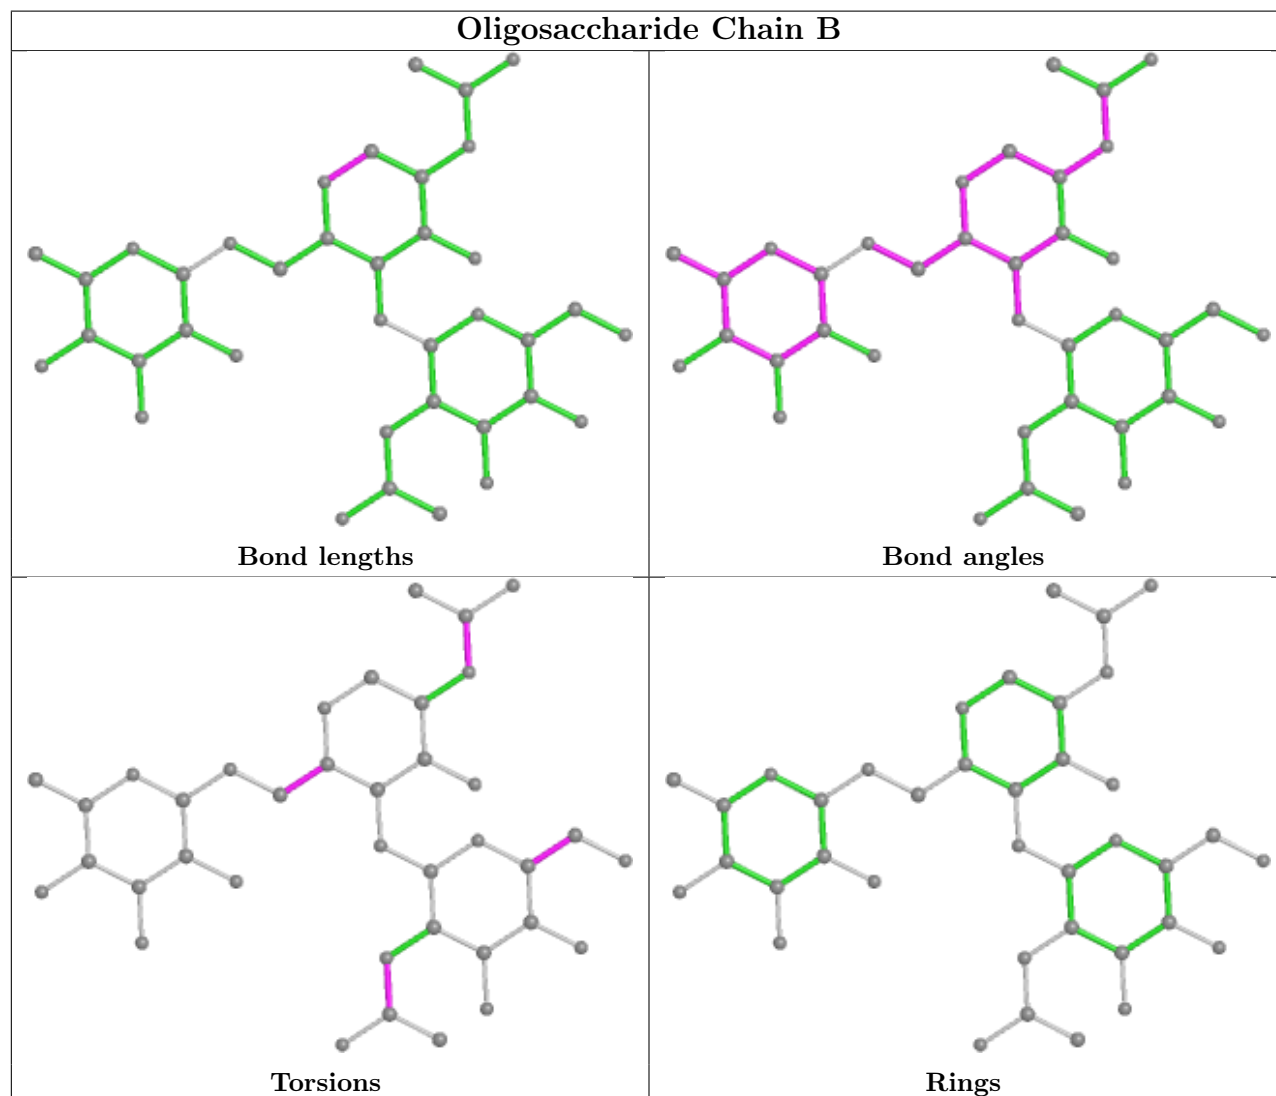 Oligosaccharide Chain B
Bond lengths
Bond angles
Torsions
Rings